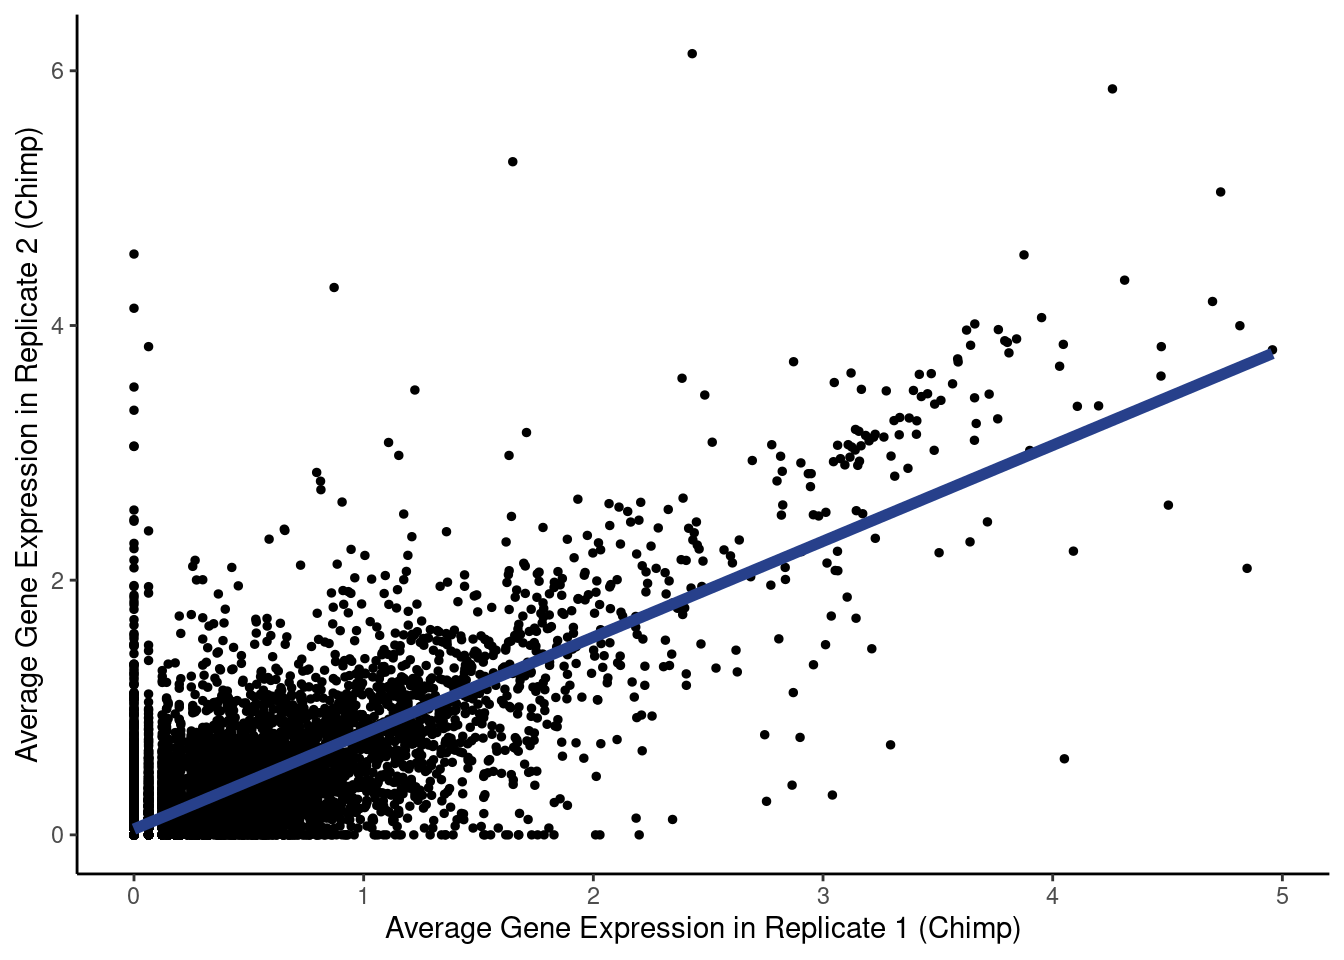 Average Gene Expression in Replicate 2 (Chimp)
6
4
2
0
0 1 2 3 4 5
Average Gene Expression in Replicate 1 (Chimp)